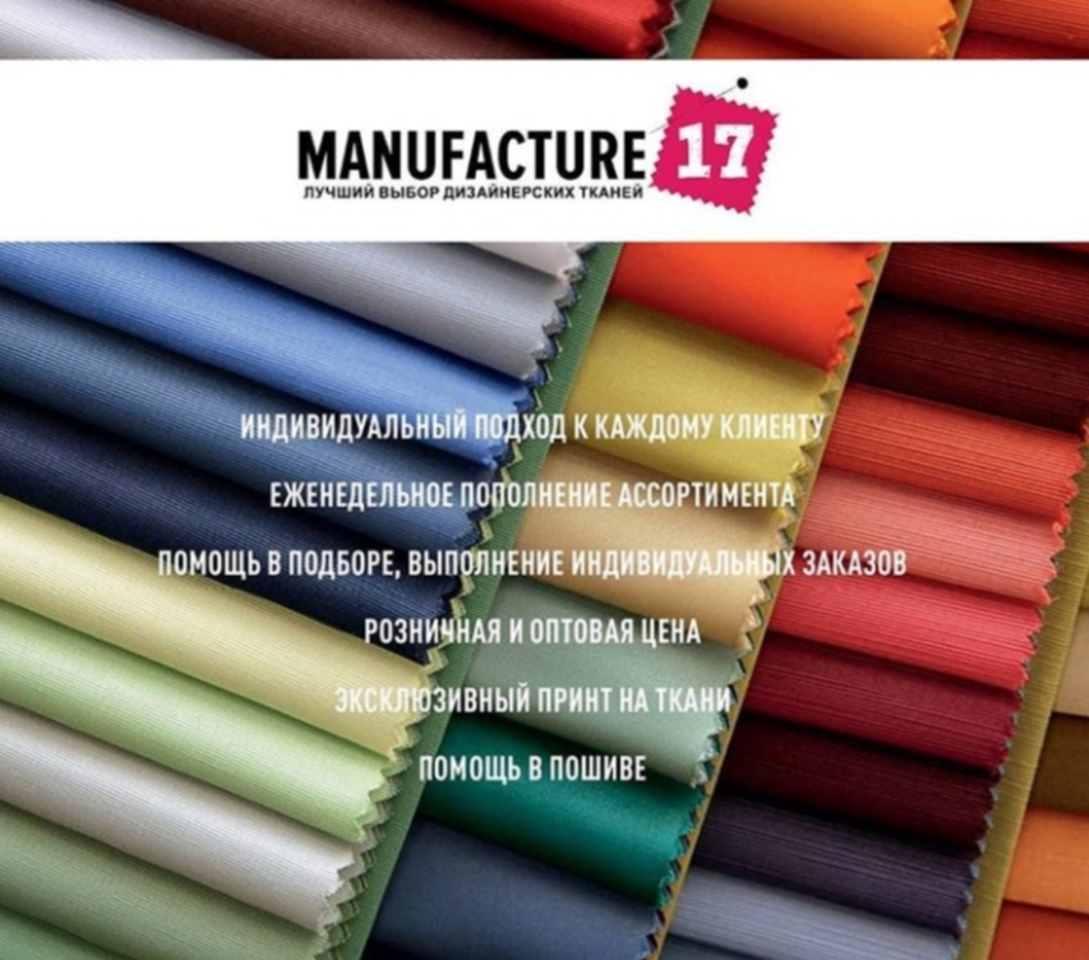 MANUFACTURE 17
ЛУЧШИЙ ВЫБОР ДИЗАЙНЕРСКИХ ТКАНЕЙ
ИНДИВИДУАЛЬНЫЙ ПОДХОД К КАЖДОМУ КЛИЕНТУ
ЕЖЕНЕДЕЛЬНОЕ ПОПОЛНЕНИЕ АССОРТИМЕНТА
ПОМОЩЬ В ПОДБОРЕ, ВЫПОЛНЕНИЕ ИНДИВИДУАЛЬНЫХ ЗАКАЗОВ
РОЗНИЧНАЯ И ОПТОВАЯ ЦЕНА
ЭКСКЛЮЗИВНЫЙ ПРИНТ НА ТКАНИ
ПОМОЩЬ В ПОШИВЕ